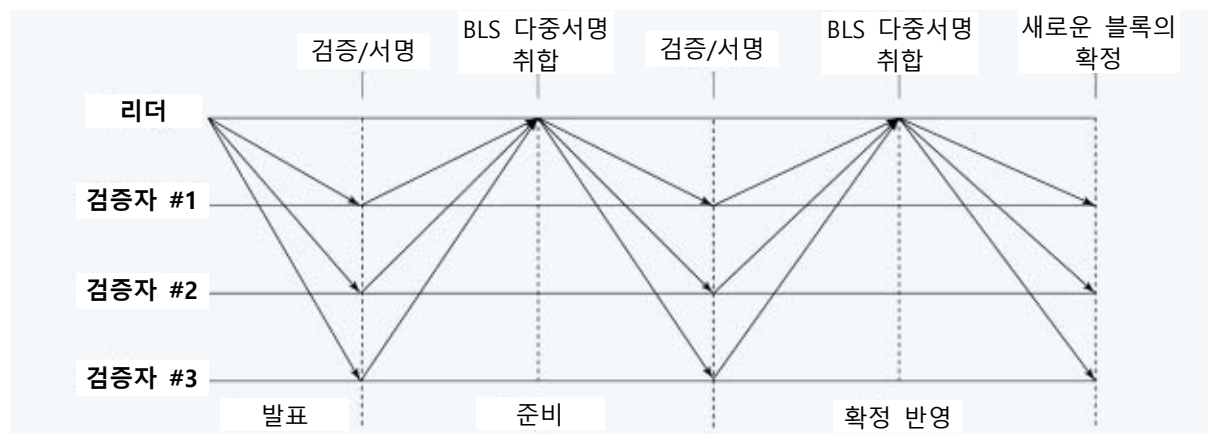 검증/서명
BLS 다중서명
취합
검증/서명
BLS 다중서명
취합
새로운 블록의
확정
리더
검증자 #1
검증자 #2
검증자 #3
발표
준비
확정 반영